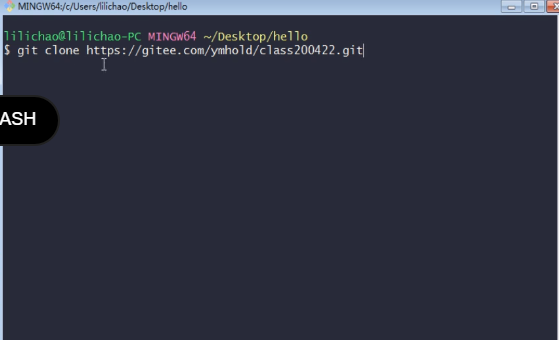 MINGW64:/c/Users/lilichao/Desktop/hello
lilichao@lilichao-PC MINGW64 ~/Desktop/hello
$ git clone https://gitee.com/ymhold/class200422.git
ASH